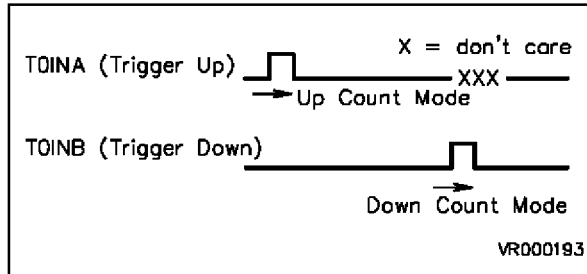 X = don't care
T0INA (Trigger Up)
XXX
Up Count Mode
T0INB (Trigger Down)
Down Count Mode
VR000193